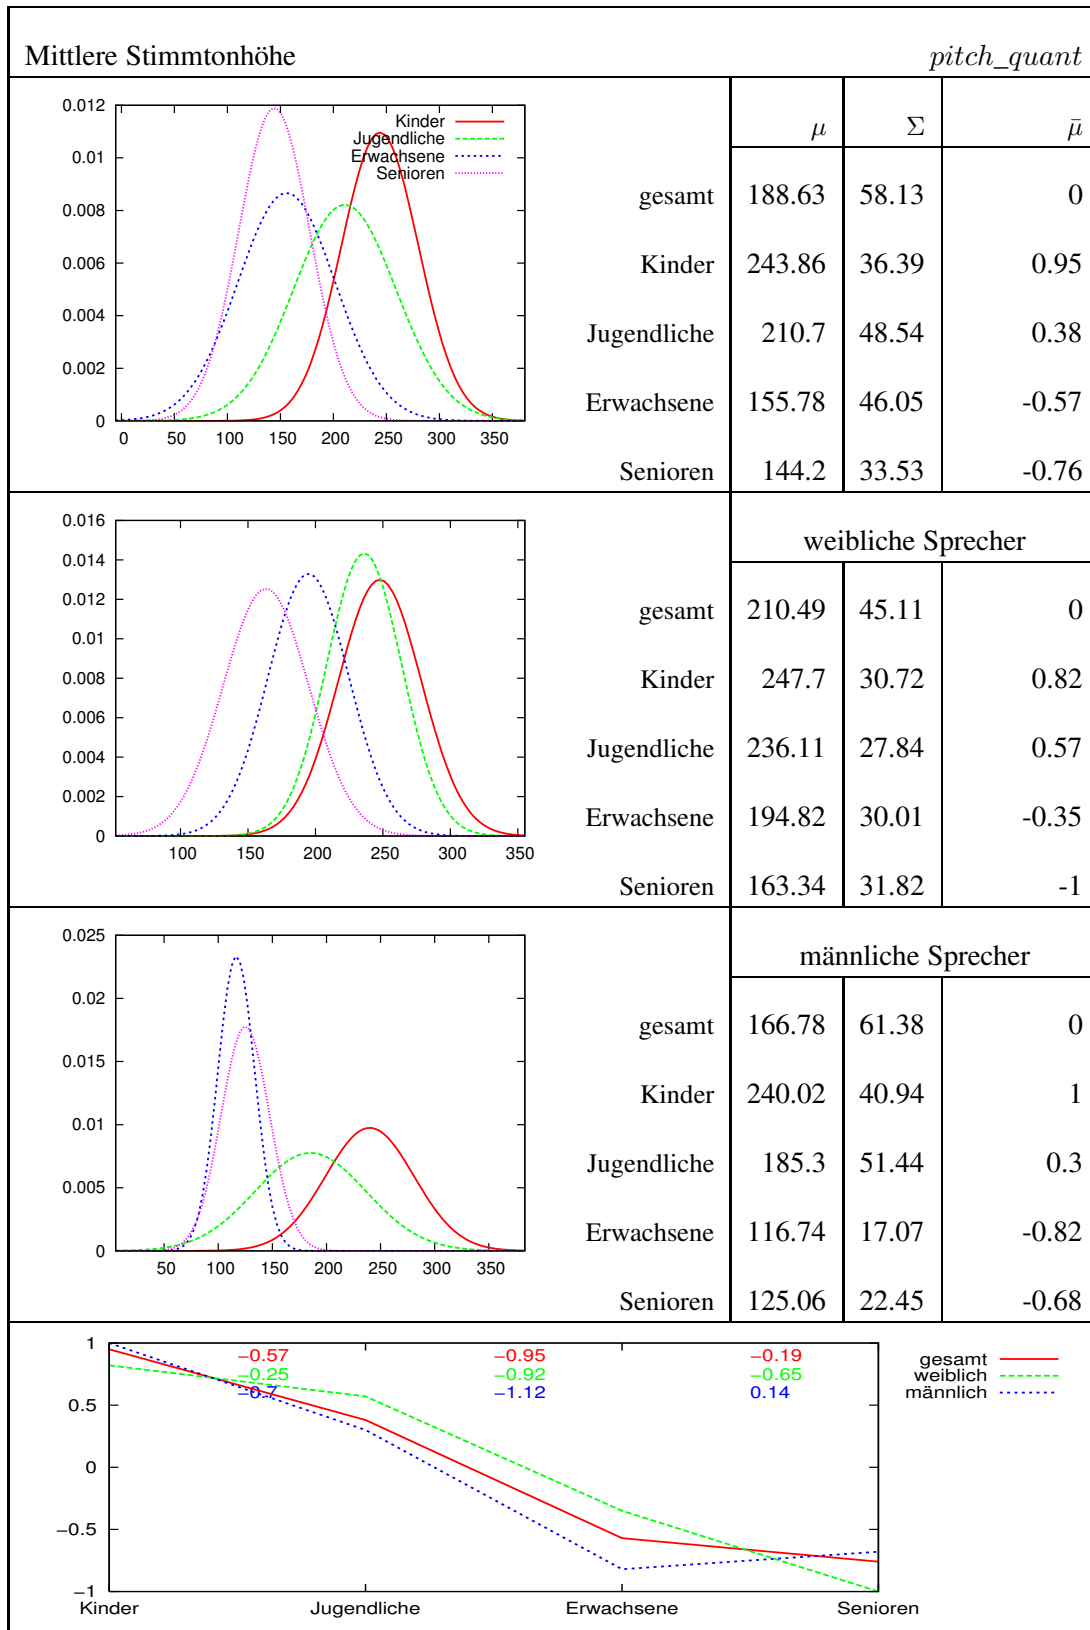 Mittlere Stimmtonhöhe pitch_quant
0.012
0.01
0.008
0.006
0.004
0.002
0
0 50 100 150 200 250 300 350
Kinder
Jugendliche
Erwachsene
Senioren
μ Σ μ̄
gesamt 188.63 58.13 0
Kinder 243.86 36.39 0.95
Jugendliche 210.7 48.54 0.38
Erwachsene 155.78 46.05 -0.57
Senioren 144.2 33.53 -0.76
0.016
0.014
0.012
0.01
0.008
0.006
0.004
0.002
0
100 150 200 250 300 350
weibliche Sprecher
gesamt 210.49 45.11 0
Kinder 247.7 30.72 0.82
Jugendliche 236.11 27.84 0.57
Erwachsene 194.82 30.01 -0.35
Senioren 163.34 31.82 -1
0.025
0.02
0.015
0.01
0.005
0
50 100 150 200 250 300 350
männliche Sprecher
gesamt 166.78 61.38 0
Kinder 240.02 40.94 1
Jugendliche 185.3 51.44 0.3
Erwachsene 116.74 17.07 -0.82
Senioren 125.06 22.45 -0.68
1
0.5
0
−0.5
−1
−0.57 −0.95 −0.19
−0.25 −0.92 −0.65
−0.7 −1.12 0.14
gesamt
weiblich
männlich
Kinder Jugendliche Erwachsene Senioren